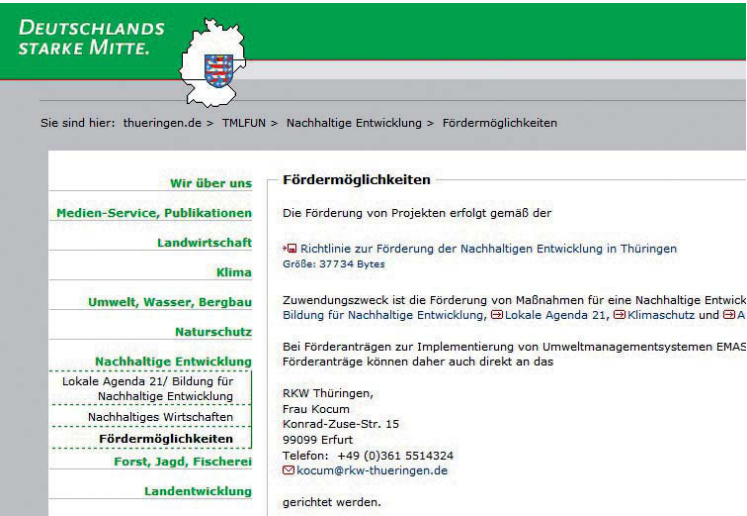 DEUTSCHLANDS
STARKE MITTE.
Sie sind hier: thueringen.de > TMLFUN > Nachhaltige Entwicklung > Fördermöglichkeiten
Wir über uns
Medien-Service, Publikationen
Landwirtschaft
Klima
Umwelt, Wasser, Bergbau
Naturschutz
Nachhaltige Entwicklung
Lokale Agenda 21/ Bildung für
Nachhaltige Entwicklung
Nachhaltiges Wirtschaften
Fördermöglichkeiten
Forst, Jagd, Fischerei
Landentwicklung
Fördermöglichkeiten
Die Förderung von Projekten erfolgt gemäß der
Richtlinie zur Förderung der Nachhaltigen Entwicklung in Thüringen
Größe: 37734 Bytes
Zuwendungszweck ist die Förderung von Maßnahmen für eine Nachhaltige Entwick
Bildung für Nachhaltige Entwicklung, Lokale Agenda 21, Klimaschutz und A
Bei Förderanträgen zur Implementierung von Umweltmanagementsystemen EMAS
Förderanträge können daher auch direkt an das
RKW Thüringen,
Frau Kocum
Konrad-Zuse-Str. 15
99099 Erfurt
Telefon: +49 (0)361 5514324
kocum@rkw-thueringen.de
gerichtet werden.